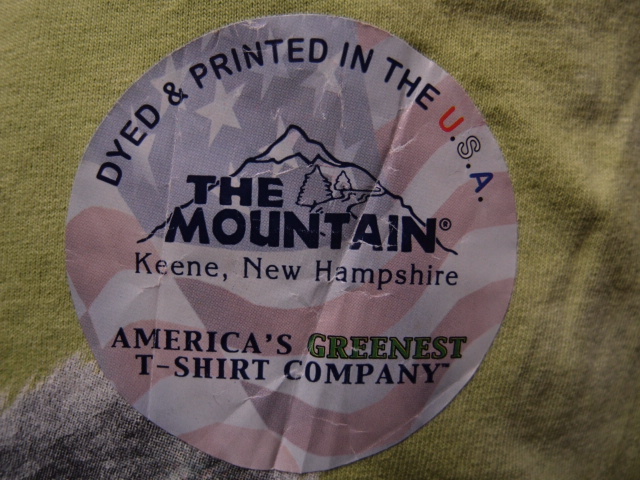 DYED & PRINTED IN THE U.S.A.
THE
MOUNTAIN®
Keene, New Hampshire
AMERICA'S GREENEST
T-SHIRT COMPANY™